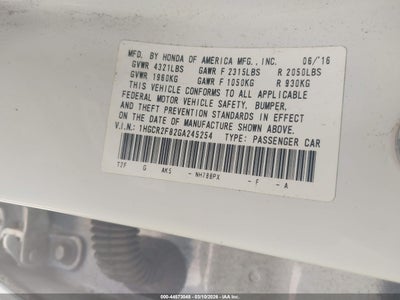 MFD. BY HONDA OF AMERICA MFG., INC. 06/'16
GVWR 4321LBS GAWR F 2315LBS R 2050LBS
GVWR 1960KG GAWR F 1050KG R 930KG
THIS VEHICLE CONFORMS TO ALL APPLICABLE
FEDERAL MOTOR VEHICLE SAFETY, BUMPER,
AND THEFT PREVENTION STANDARDS IN EFFECT
ON THE DATE OF MANUFACTURE SHOWN ABOVE.
V.I.N.: 1HGCR2F82GA245254 TYPE: PASSENGER CAR
T2F G AK5 - NH788PX - F - A
000-44573048 - 03/10/2026 - IAA Inc.